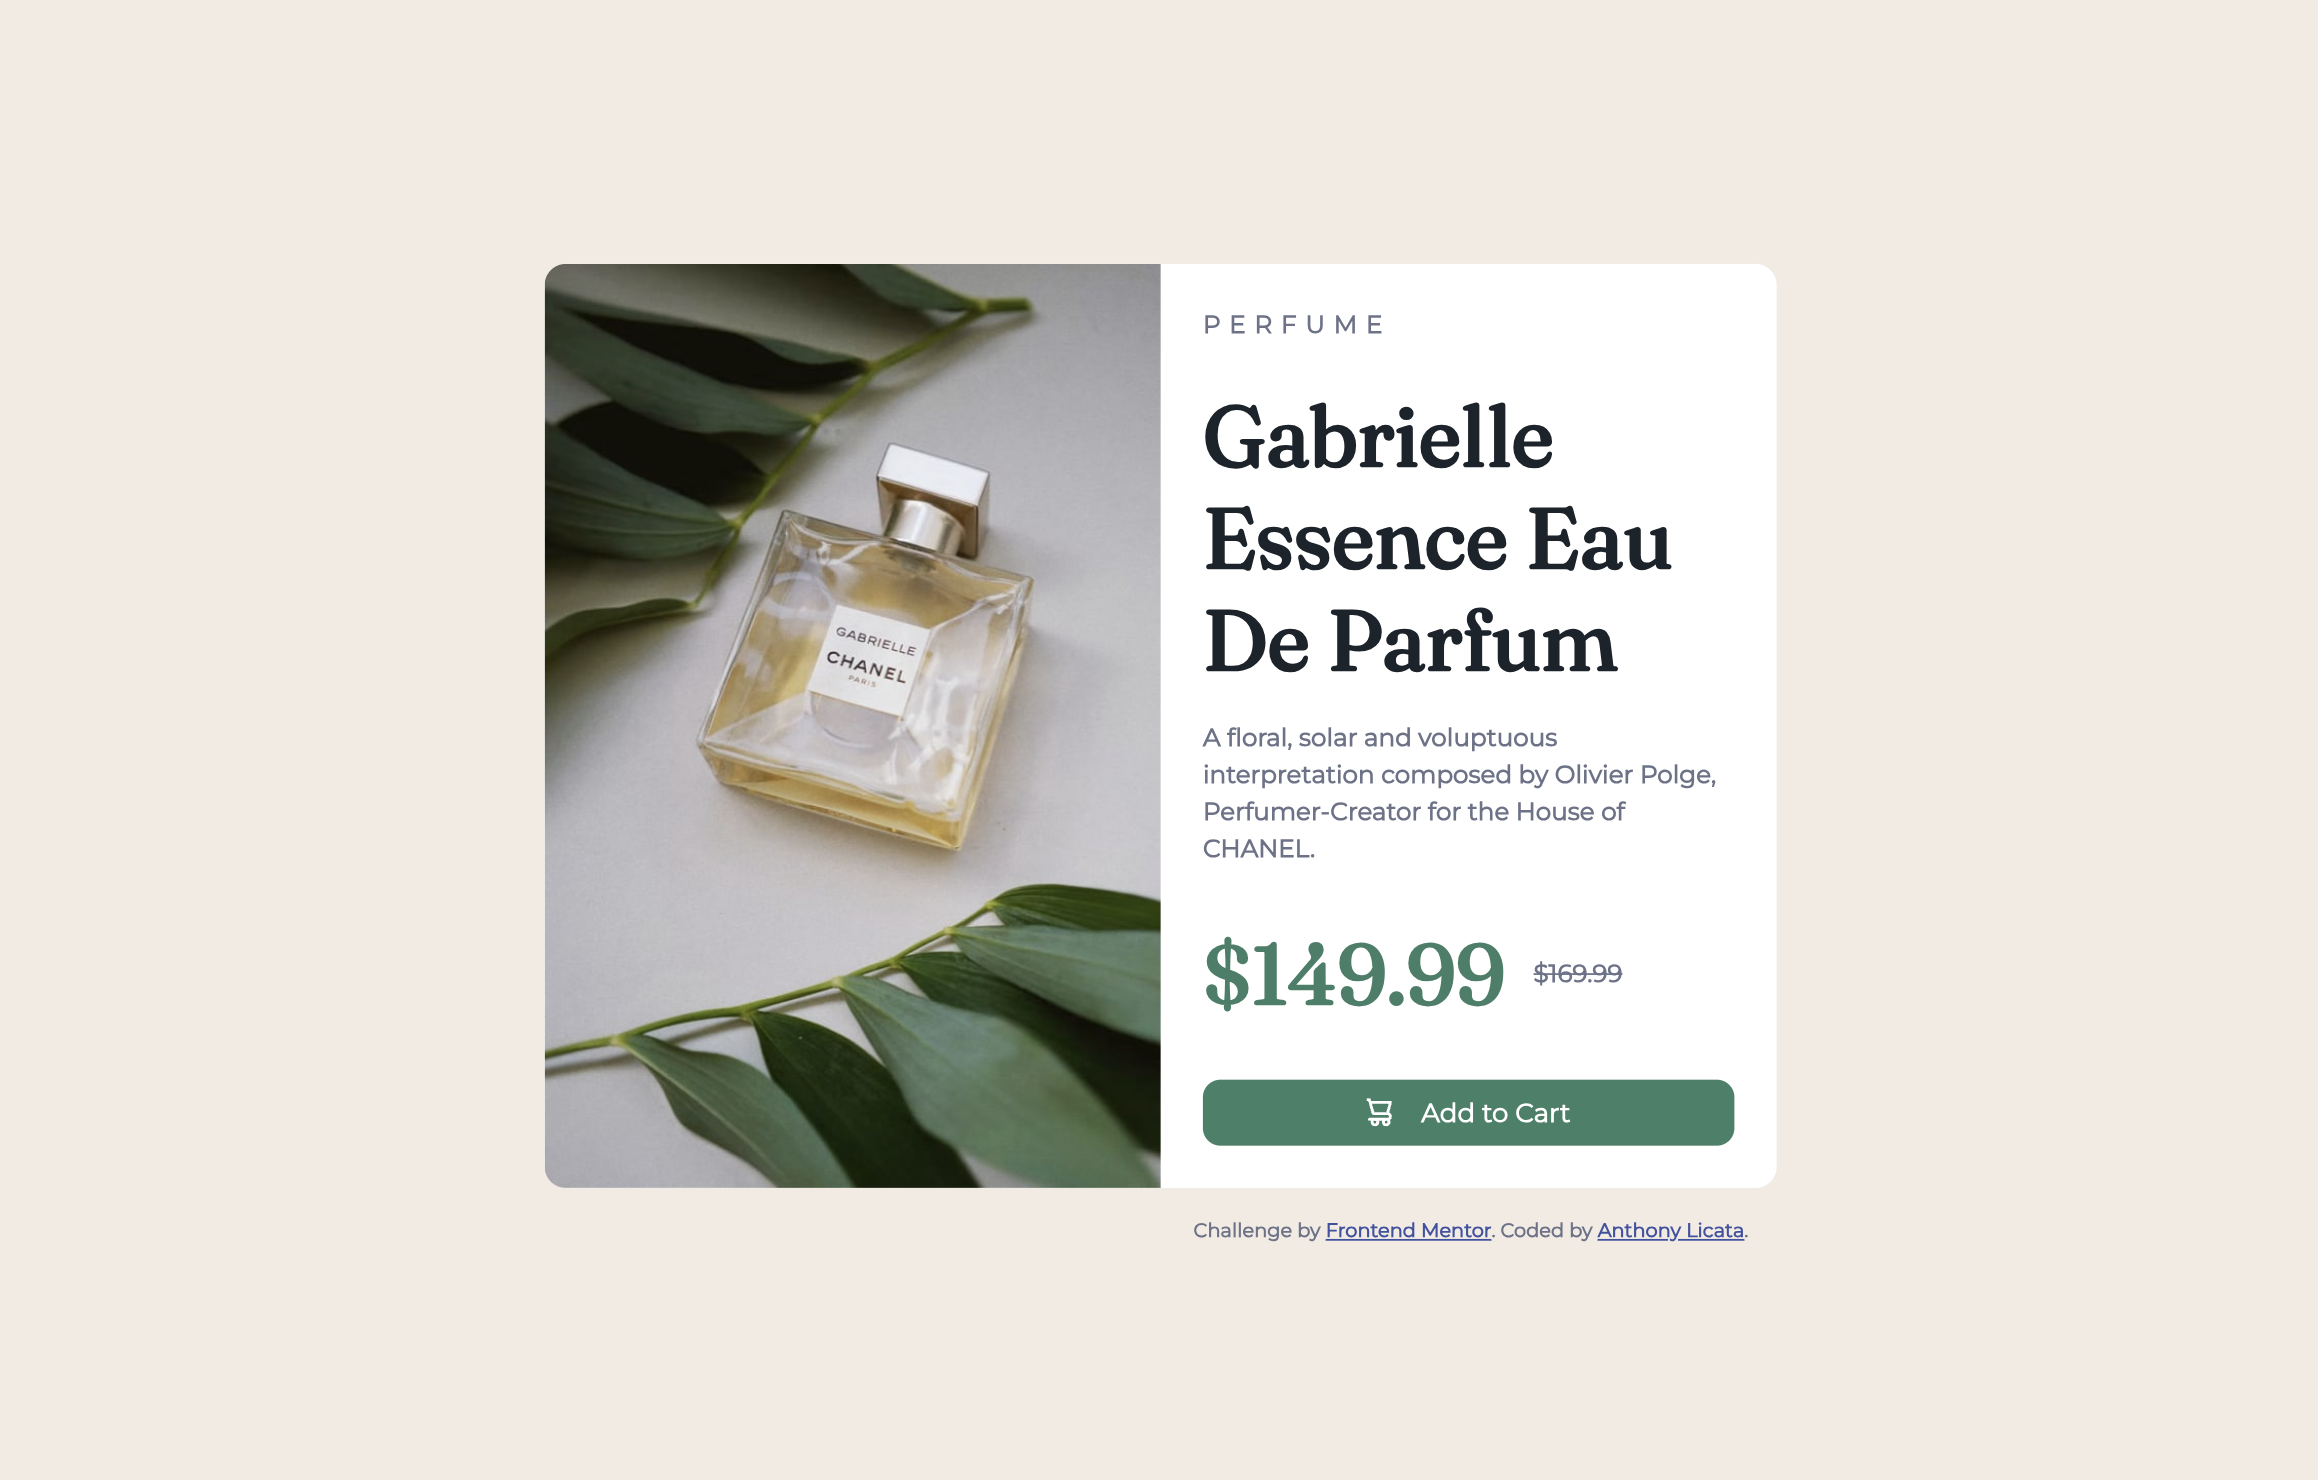 GABRIELLE
CHANEL
PARIS
PERFUME
Gabrielle
Essence Eau
De Parfum
A floral, solar and voluptuous
interpretation composed by Olivier Polge,
Perfumer-Creator for the House of
CHANEL.
$149.99 $169.99
Add to Cart
Challenge by Frontend Mentor. Coded by Anthony Licata.